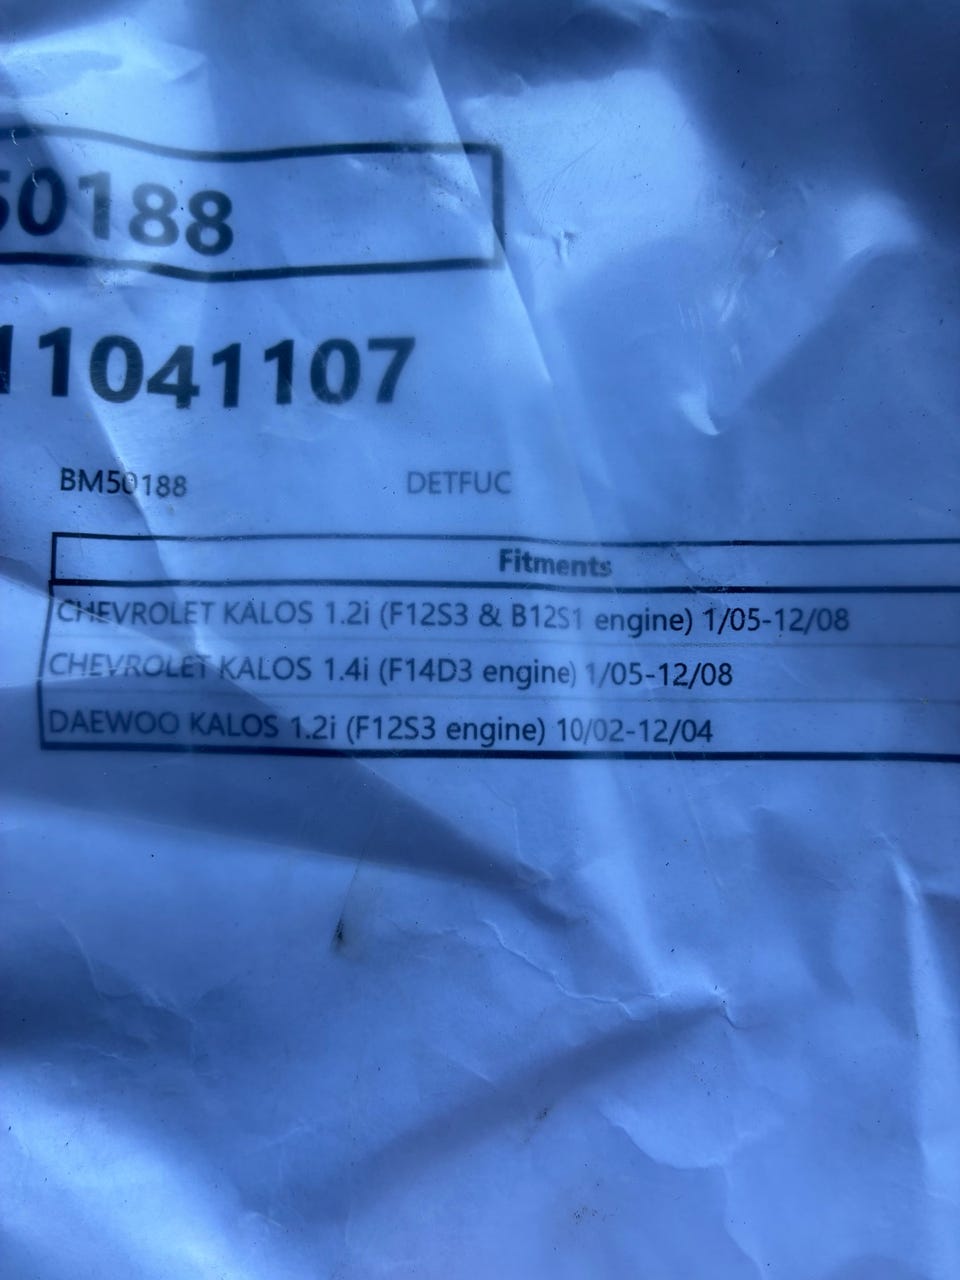 50188
11041107
BM50188 DETFUC
Fitments
CHEVROLET KALOS 1.2i (F12S3 & B12S1 engine) 1/05-12/08
CHEVROLET KALOS 1.4i (F14D3 engine) 1/05-12/08
DAEWOO KALOS 1.2i (F12S3 engine) 10/02-12/04